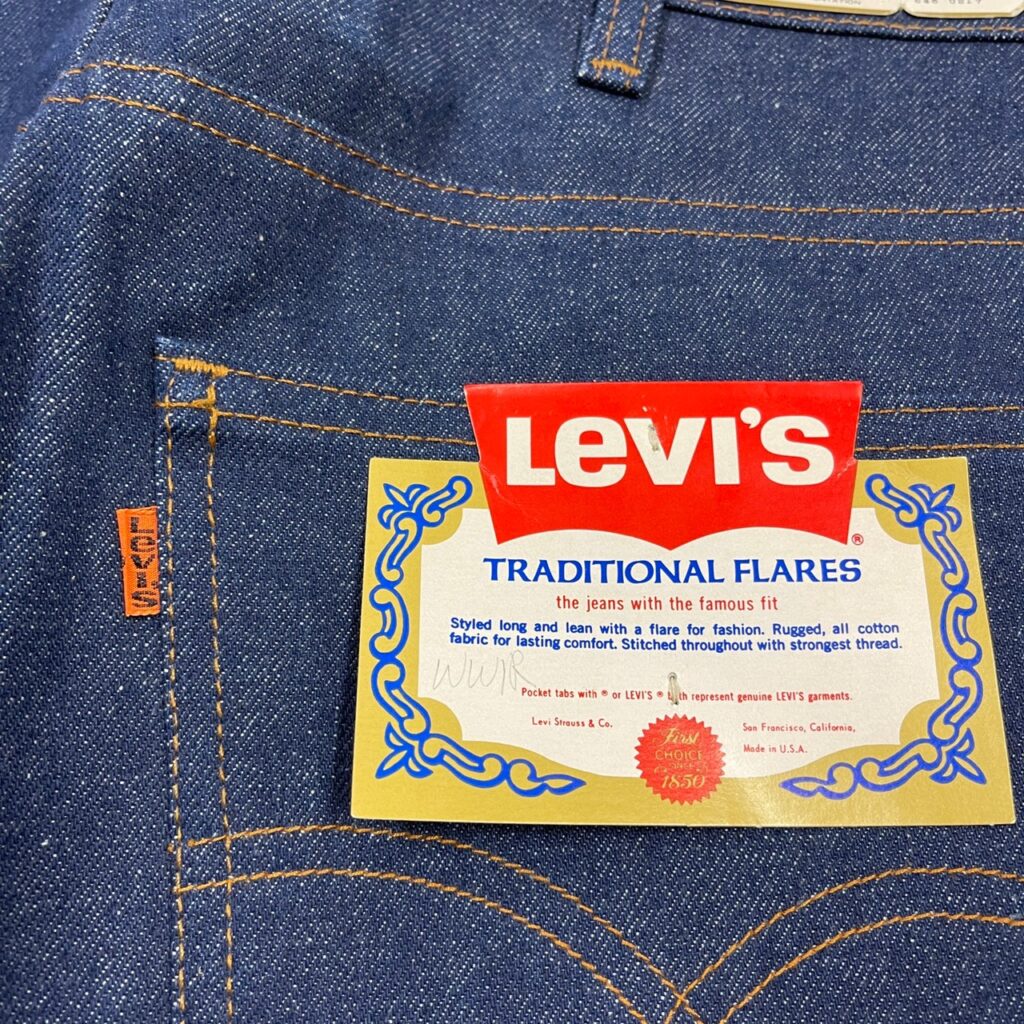 LEVI'S
LEVI'S
®
TRADITIONAL FLARES
the jeans with the famous fit
Styled long and lean with a flare for fashion. Rugged, all cotton
fabric for lasting comfort. Stitched throughout with strongest thread.
Pocket tabs with ® or LEVI'S ® both represent genuine LEVI'S garments.
Levi Strauss & Co.
San Francisco, California,
Made in U.S.A.
First
CHOICE
SINCE
1850